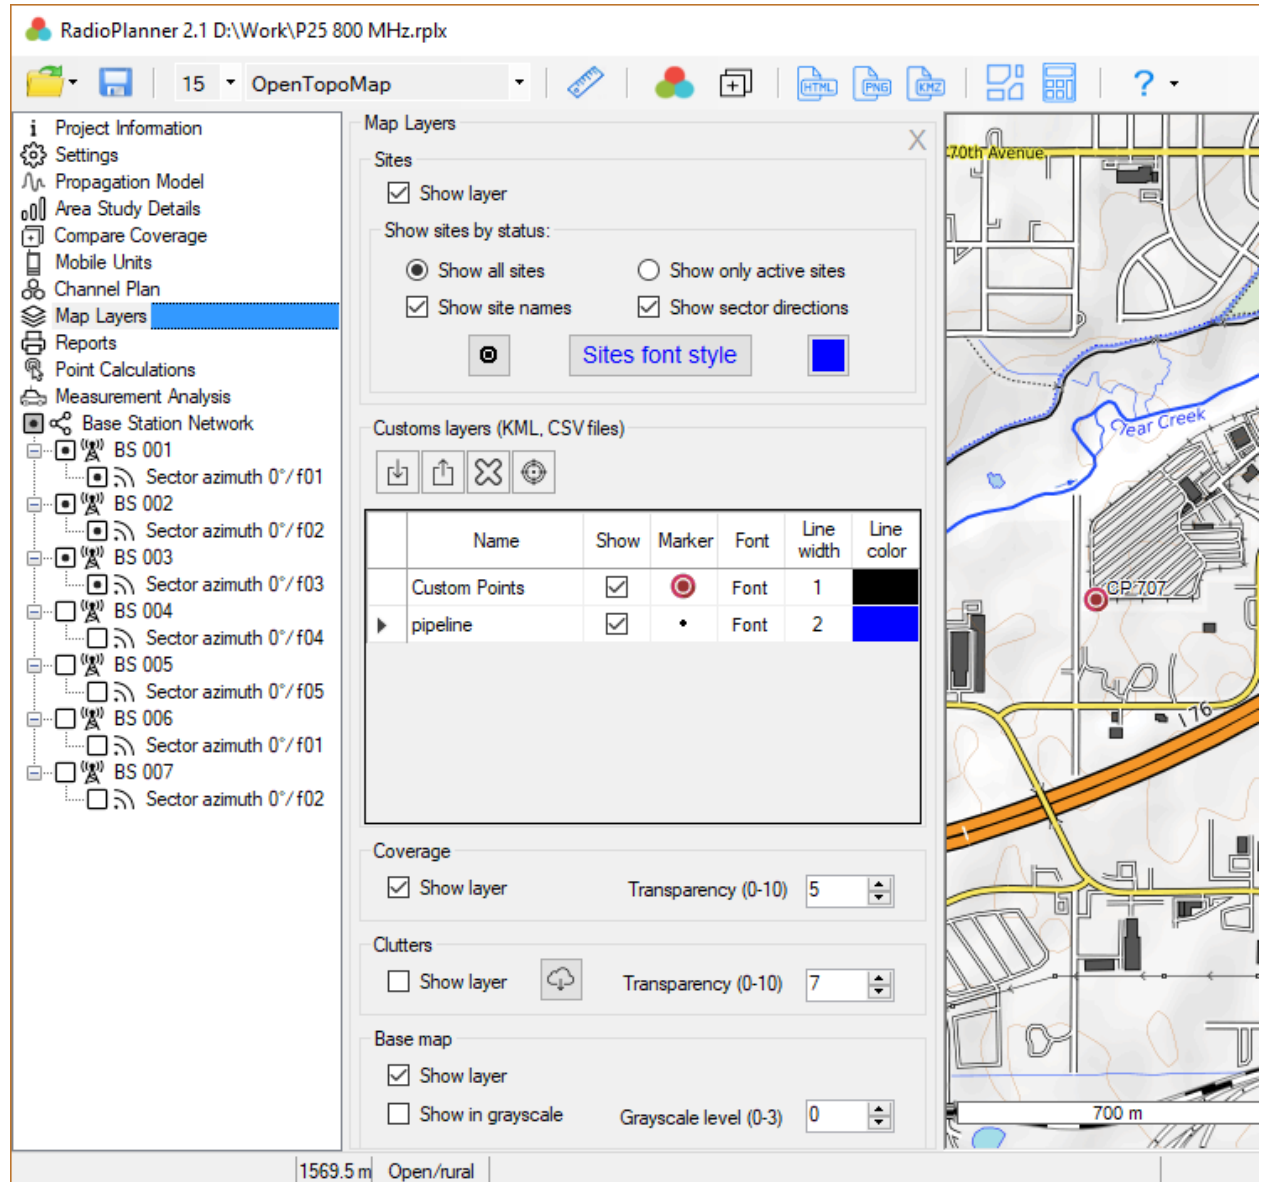 RadioPlanner 2.1 D:\Work\P25 800 MHz.rplx
15 OpenTopoMap HTML PNG KMZ ?
Project Information
Settings
Propagation Model
Area Study Details
Compare Coverage
Mobile Units
Channel Plan
Map Layers
Reports
Point Calculations
Measurement Analysis
Base Station Network
BS 001
Sector azimuth 0°/f01
BS 002
Sector azimuth 0°/f02
BS 003
Sector azimuth 0°/f03
BS 004
Sector azimuth 0°/f04
BS 005
Sector azimuth 0°/f05
BS 006
Sector azimuth 0°/f01
BS 007
Sector azimuth 0°/f02
Map Layers
X
Sites
Show layer
Show sites by status:
Show all sites Show only active sites
Show site names Show sector directions
Sites font style
Customs layers (KML, CSV files)
Name Show Marker Font Line width Line color
Custom Points Font 1
pipeline Font 2
Coverage
Show layer Transparency (0-10) 5
Clutters
Show layer Transparency (0-10) 7
Base map
Show layer
Show in grayscale Grayscale level (0-3) 0
70th Avenue
Clear Creek
CP 707
I 76
700 m
1569.5 m Open/rural